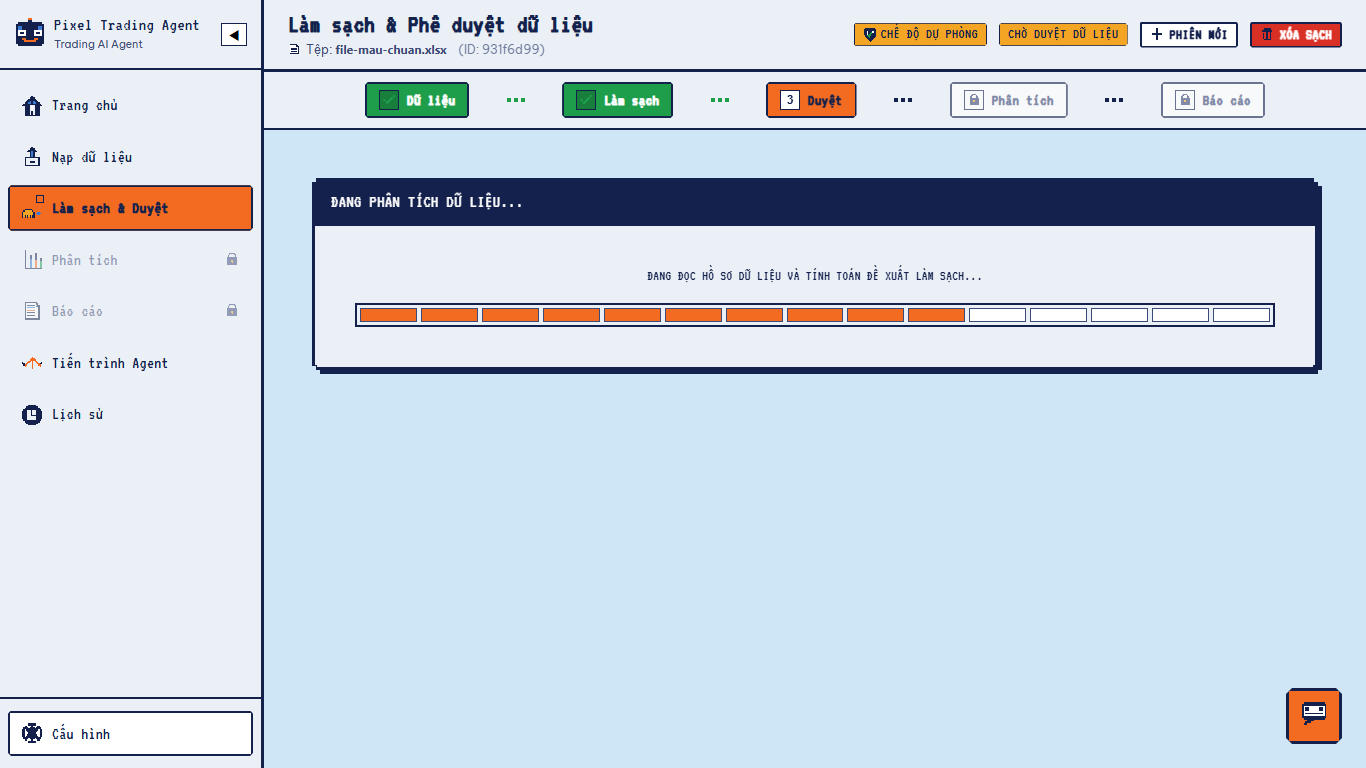 Pixel Trading Agent
Trading AI Agent
Trang chủ
Nạp dữ liệu
Làm sạch & Duyệt
Phân tích
Báo cáo
Tiến trình Agent
Lịch sử
Cấu hình
Làm sạch & Phê duyệt dữ liệu
Tệp: file-mau-chuan.xlsx (ID: 931f6d99)
CHẾ ĐỘ DỰ PHÒNG
CHỜ DUYỆT DỮ LIỆU
PHIÊN MỚI
XÓA SẠCH
Dữ liệu
Làm sạch
3 Duyệt
Phân tích
Báo cáo
ĐANG PHÂN TÍCH DỮ LIỆU...
ĐANG ĐỌC HỒ SƠ DỮ LIỆU VÀ TÍNH TOÁN ĐỀ XUẤT LÀM SẠCH...